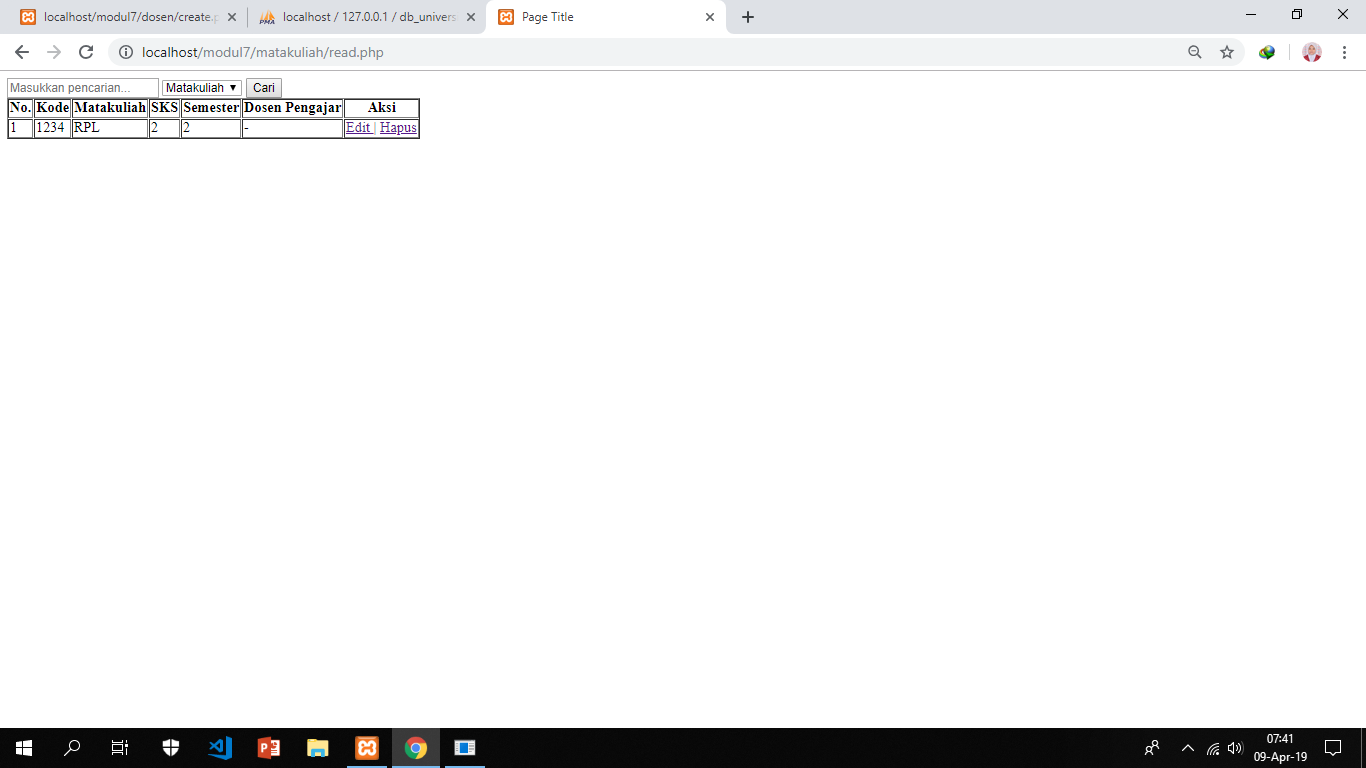 localhost/modul7/dosen/create.p
PMA localhost / 127.0.0.1 / db_univers
Page Title
localhost/modul7/matakuliah/read.php
Masukkan pencarian... Matakuliah Cari
No. Kode Matakuliah SKS Semester Dosen Pengajar Aksi
1 1234 RPL 2 2 - Edit | Hapus
07:41
09-Apr-19